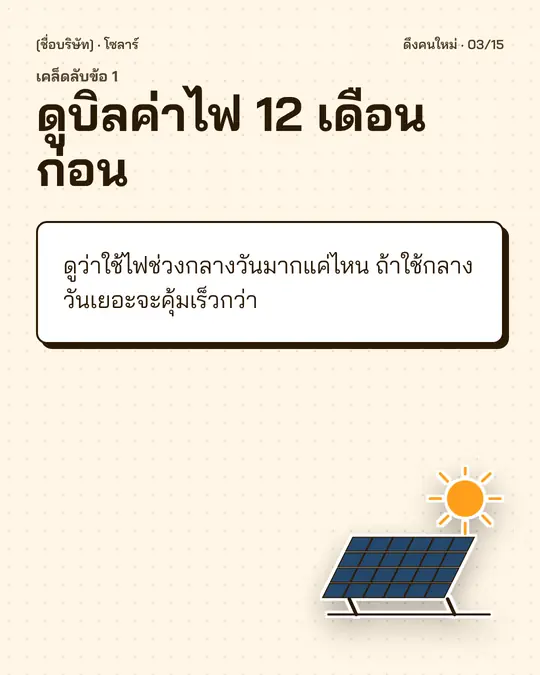 [ชื่อบริษัท] · โซลาร์
ดึงคนใหม่ · 03/15
เคล็ดลับข้อ 1
ดูบิลค่าไฟ 12 เดือน
ก่อน
ดูว่าใช้ไฟช่วงกลางวันมากแค่ไหน ถ้าใช้กลาง
วันเยอะจะคุ้มเร็วกว่า